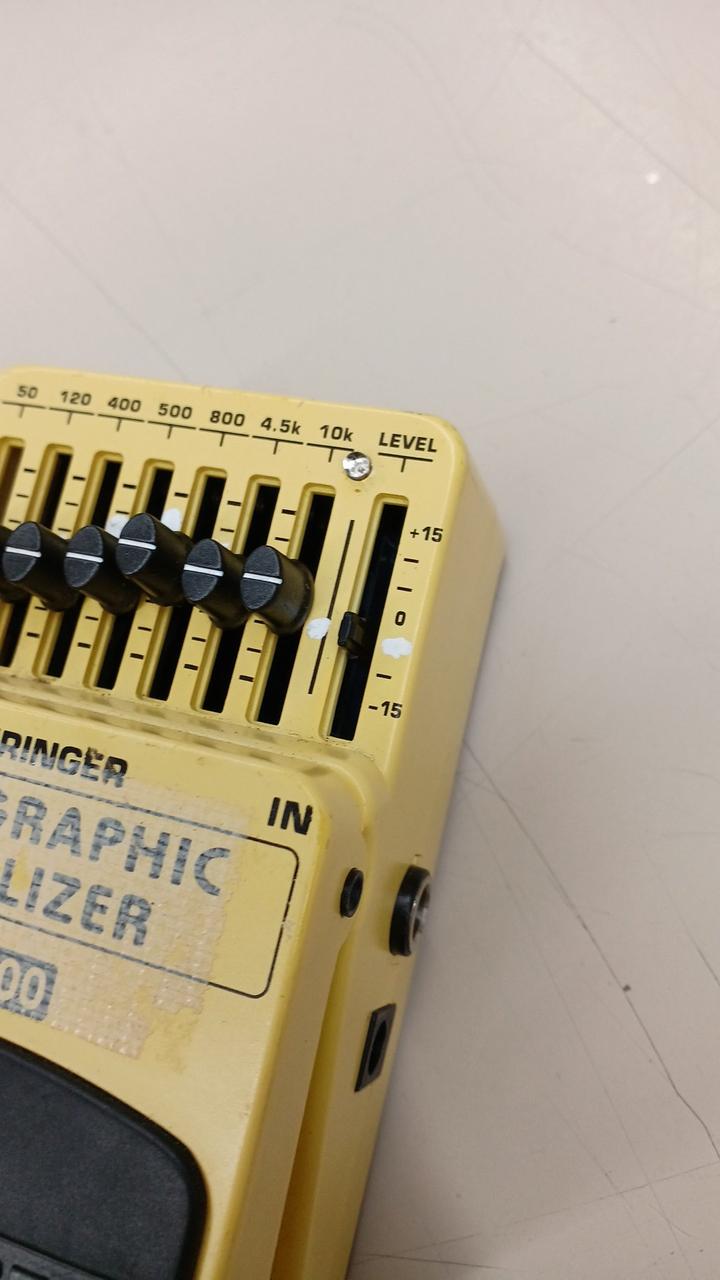 50 120 400 500 800 4.5k 10k LEVEL
+15
0
-15
RINGER
IN
GRAPHIC
LIZER
00